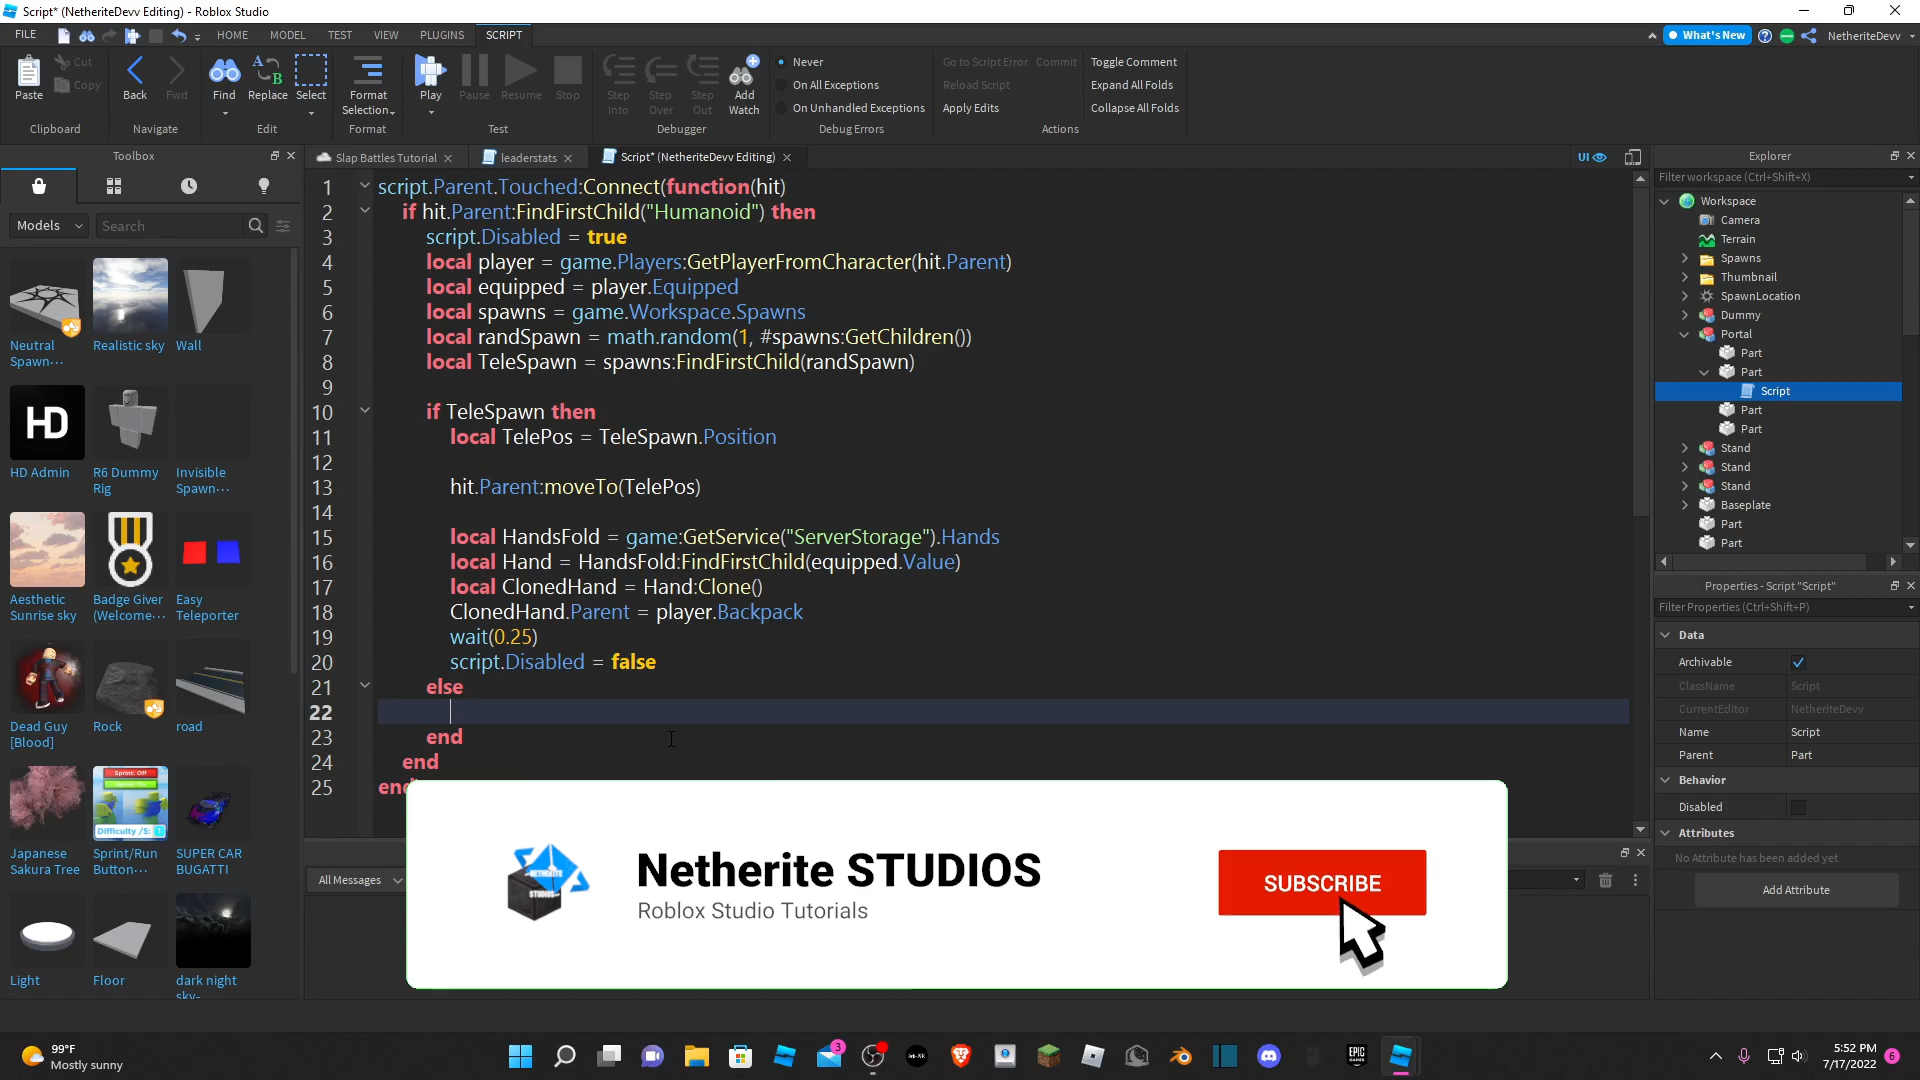 Script* (NetheriteDevv Editing) - Roblox Studio
FILE
HOME
MODEL
TEST
VIEW
PLUGINS
SCRIPT
What's New
NetheriteDevv
Paste
Cut
Copy
Clipboard
Back
Fwd
Navigate
Find
Replace
Select
Edit
Format
Selection
Format
Play
Pause
Resume
Stop
Test
Step
Into
Step
Over
Step
Out
Add
Watch
Debugger
Never
On All Exceptions
On Unhandled Exceptions
Debug Errors
Go to Script Error
Commit
Reload Script
Apply Edits
Toggle Comment
Expand All Folds
Collapse All Folds
Actions
Toolbox
Models
Search
Neutral
Spawn...
Realistic sky
Wall
HD
HD Admin
R6 Dummy
Rig
Invisible
Spawn...
Aesthetic
Sunrise sky
Badge Giver
(Welcome...
Easy
Teleporter
Dead Guy
[Blood]
Rock
road
Sprint: Off
Difficulty /5: 1
Japanese
Sakura Tree
Sprint/Run
Button...
SUPER CAR
BUGATTI
Light
Floor
dark night
sky-
Slap Battles Tutorial
leaderstats
Script* (NetheriteDevv Editing)
UI
1 script.Parent.Touched:Connect(function(hit)
2 if hit.Parent:FindFirstChild("Humanoid") then
3 script.Disabled = true
4 local player = game.Players:GetPlayerFromCharacter(hit.Parent)
5 local equipped = player.Equipped
6 local spawns = game.Workspace.Spawns
7 local randSpawn = math.random(1, #spawns:GetChildren())
8 local TeleSpawn = spawns:FindFirstChild(randSpawn)
9
10 if TeleSpawn then
11 local TelePos = TeleSpawn.Position
12
13 hit.Parent:moveTo(TelePos)
14
15 local HandsFold = game:GetService("ServerStorage").Hands
16 local Hand = HandsFold:FindFirstChild(equipped.Value)
17 local ClonedHand = Hand:Clone()
18 ClonedHand.Parent = player.Backpack
19 wait(0.25)
20 script.Disabled = false
21 else
22
23 end
24 end
25 end
All Messages
Netherite STUDIOS
Roblox Studio Tutorials
NETHERITE
STUDIOS
SUBSCRIBE
Explorer
Filter workspace (Ctrl+Shift+X)
Workspace
Camera
Terrain
Spawns
Thumbnail
SpawnLocation
Dummy
Portal
Part
Part
Script
Part
Part
Stand
Stand
Stand
Baseplate
Part
Part
Properties - Script "Script"
Filter Properties (Ctrl+Shift+P)
Data
Archivable
ClassName Script
CurrentEditor NetheriteDevv
Name Script
Parent Part
Behavior
Disabled
Attributes
No Attribute has been added yet
Add Attribute
99°F
Mostly sunny
3
EPIC
GAMES
5:52 PM
7/17/2022
6